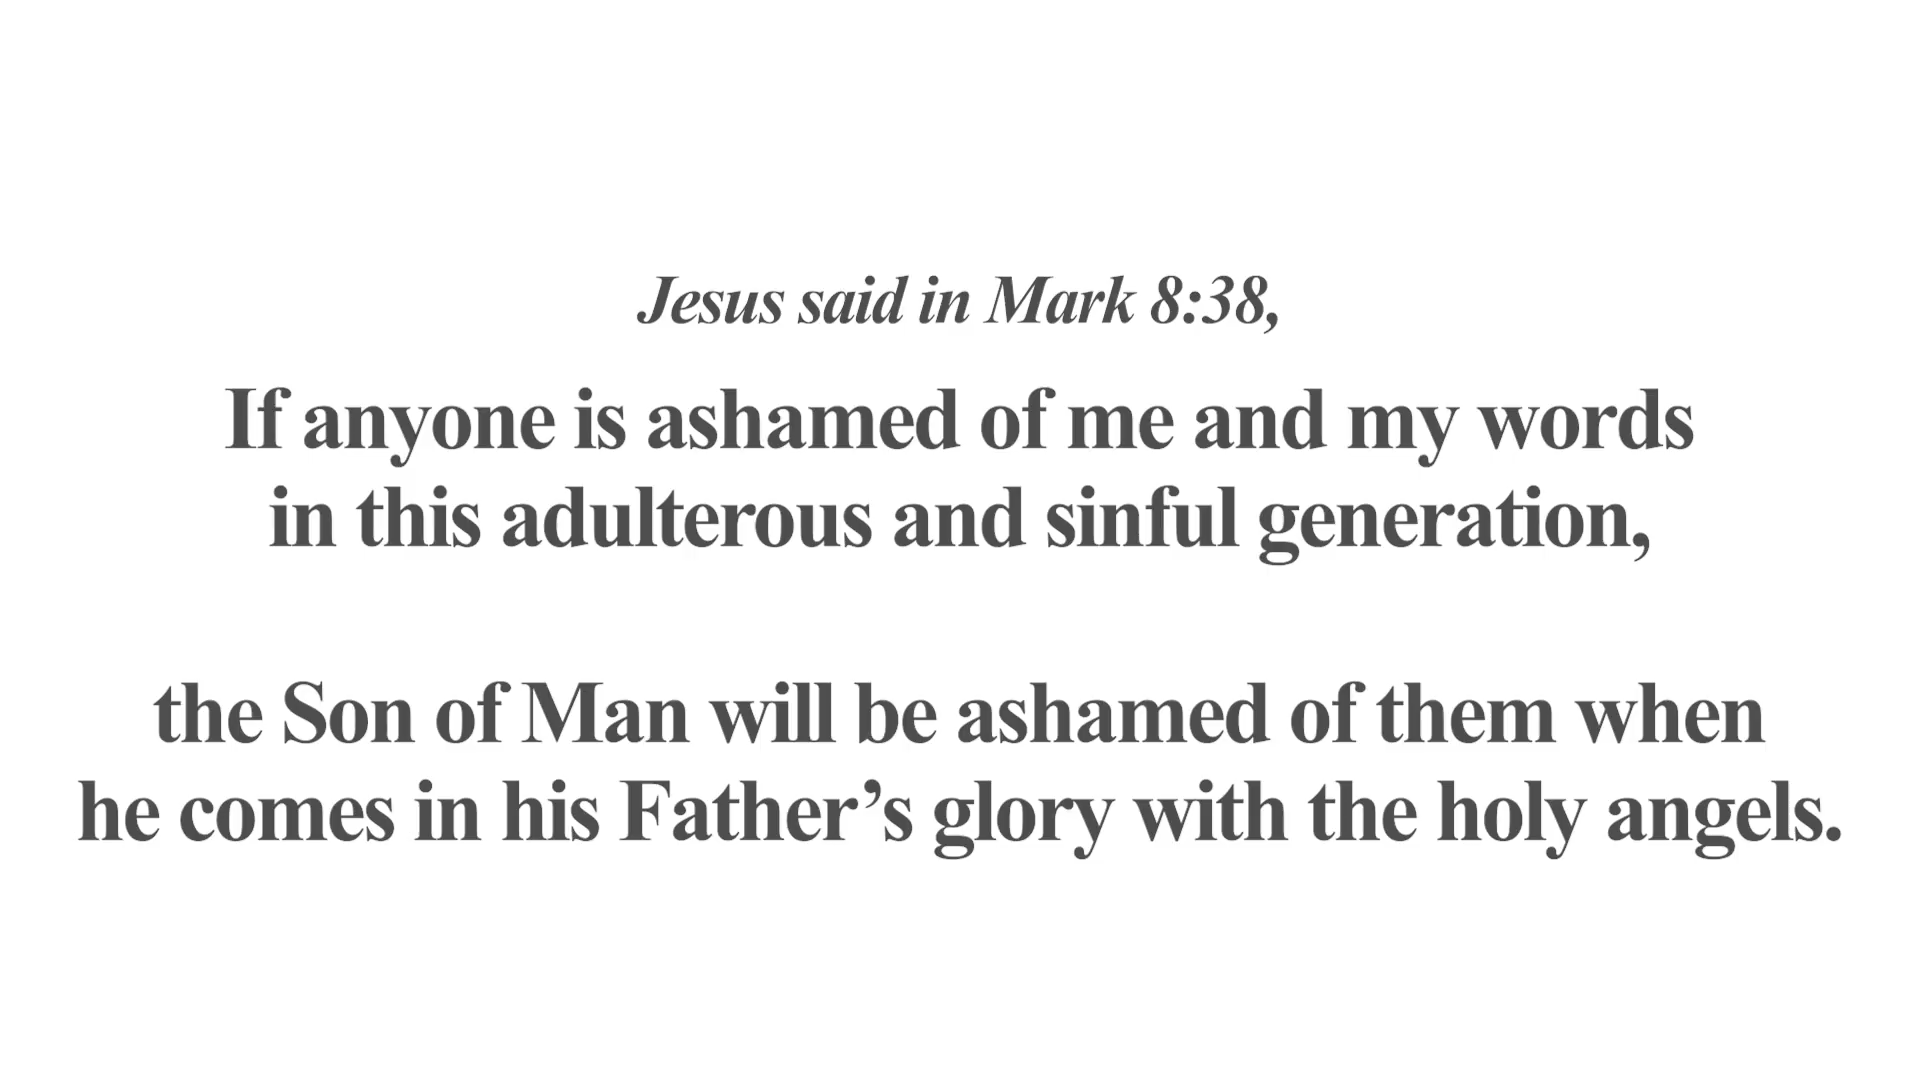 Jesus said in Mark 8:38,
If anyone is ashamed of me and my words
in this adulterous and sinful generation,
the Son of Man will be ashamed of them when
he comes in his Father’s glory with the holy angels.